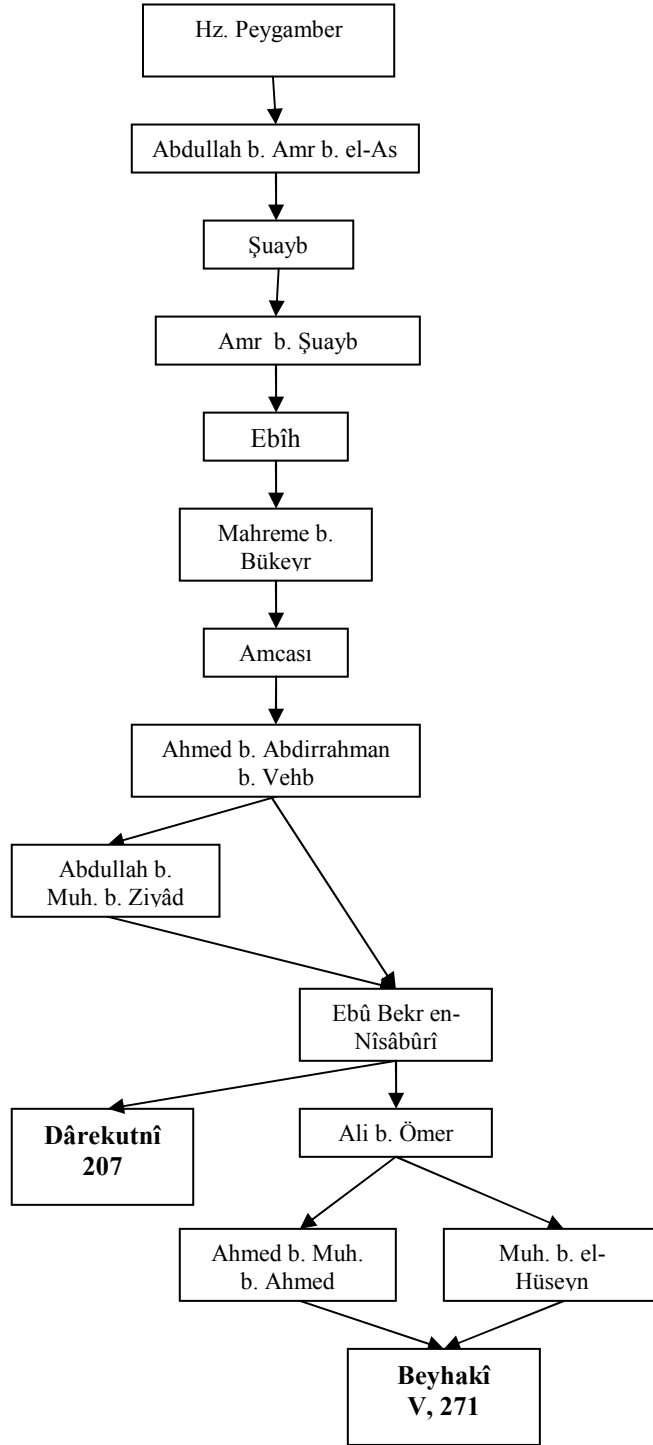 Hz. Peygamber
Abdullah b. Amr b. el-As
Şuayb
Amr b. Şuayb
Ebîh
Mahreme b.
Bükeyr
Amcası
Ahmed b. Abdirrahman
b. Vehb
Abdullah b.
Muh. b. Ziyâd
Ebû Bekr en-
Nîsâbûrî
Dârekutnî
207
Ali b. Ömer
Ahmed b. Muh.
b. Ahmed
Muh. b. el-
Hüseyn
Beyhakî
V, 271